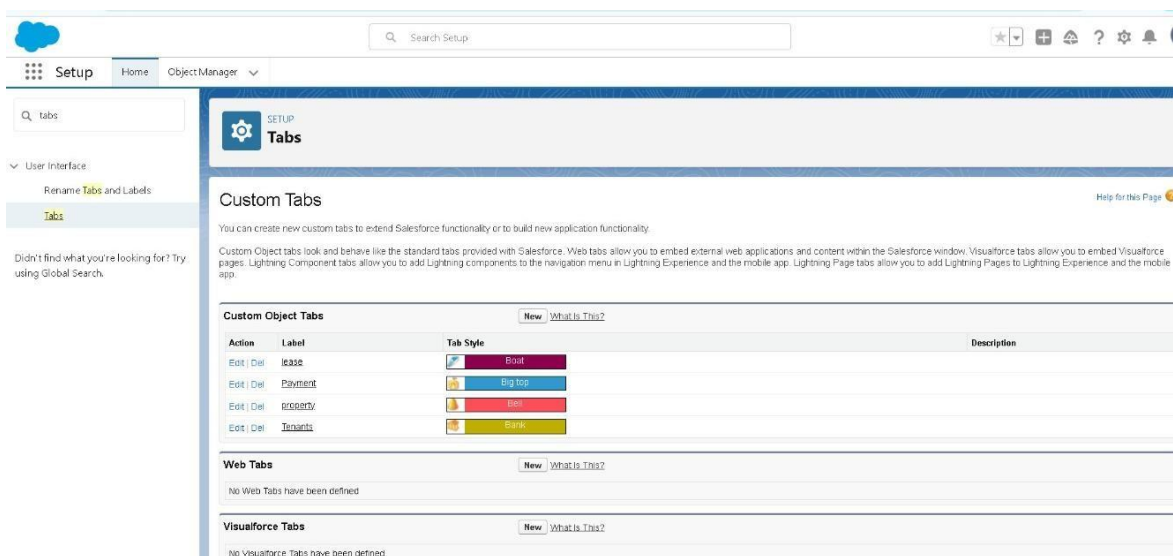 Search Setup
Setup Home Object Manager
tabs
SETUP
Tabs
User Interface
Rename Tabs and Labels
Tabs
Didn't find what you're looking for? Try
using Global Search.
Custom Tabs
Help for this Page
You can create new custom tabs to extend Salesforce functionality or to build new application functionality.
Custom Object tabs look and behave like the standard tabs provided with Salesforce. Web tabs allow you to embed external web applications and content within the Salesforce window. Visualforce tabs allow you to embed Visualforce
pages. Lightning Component tabs allow you to add Lightning components to the navigation menu in Lightning Experience and the mobile app. Lightning Page tabs allow you to add Lightning Pages to Lightning Experience and the mobile
app.
Custom Object Tabs New What Is This?
Action Label Tab Style Description
Edit | Del lease Boat
Edit | Del Payment Big top
Edit | Del property Bell
Edit | Del Tenants Bank
Web Tabs New What Is This?
No Web Tabs have been defined
Visualforce Tabs New What Is This?
No Visualforce Tabs have been defined